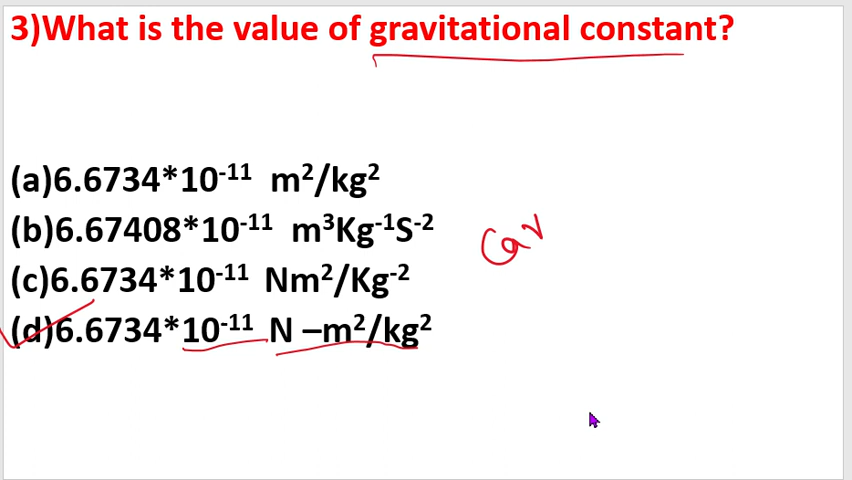 3)What is the value of gravitational constant?
(a)6.6734*10⁻¹¹ m²/kg²
(b)6.67408*10⁻¹¹ m³Kg⁻¹S⁻²
(c)6.6734*10⁻¹¹ Nm²/Kg⁻²
(d)6.6734*10⁻¹¹ N –m²/kg²